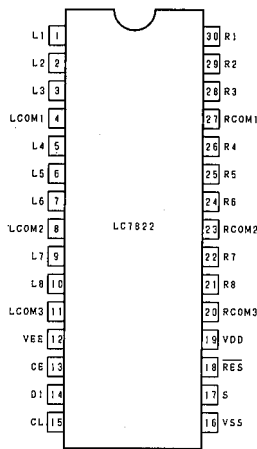 L1 1 30 R1
L2 2 29 R2
L3 3 28 R3
LCOM1 4 27 RCOM1
L4 5 26 R4
L5 6 25 R5
L6 7 24 R6
LCOM2 8 LC7822 23 RCOM2
L7 9 22 R7
L8 10 21 R8
LCOM3 11 20 RCOM3
VEE 12 19 VDD
CE 13 18 RES
DI 14 17 S
CL 15 16 VSS